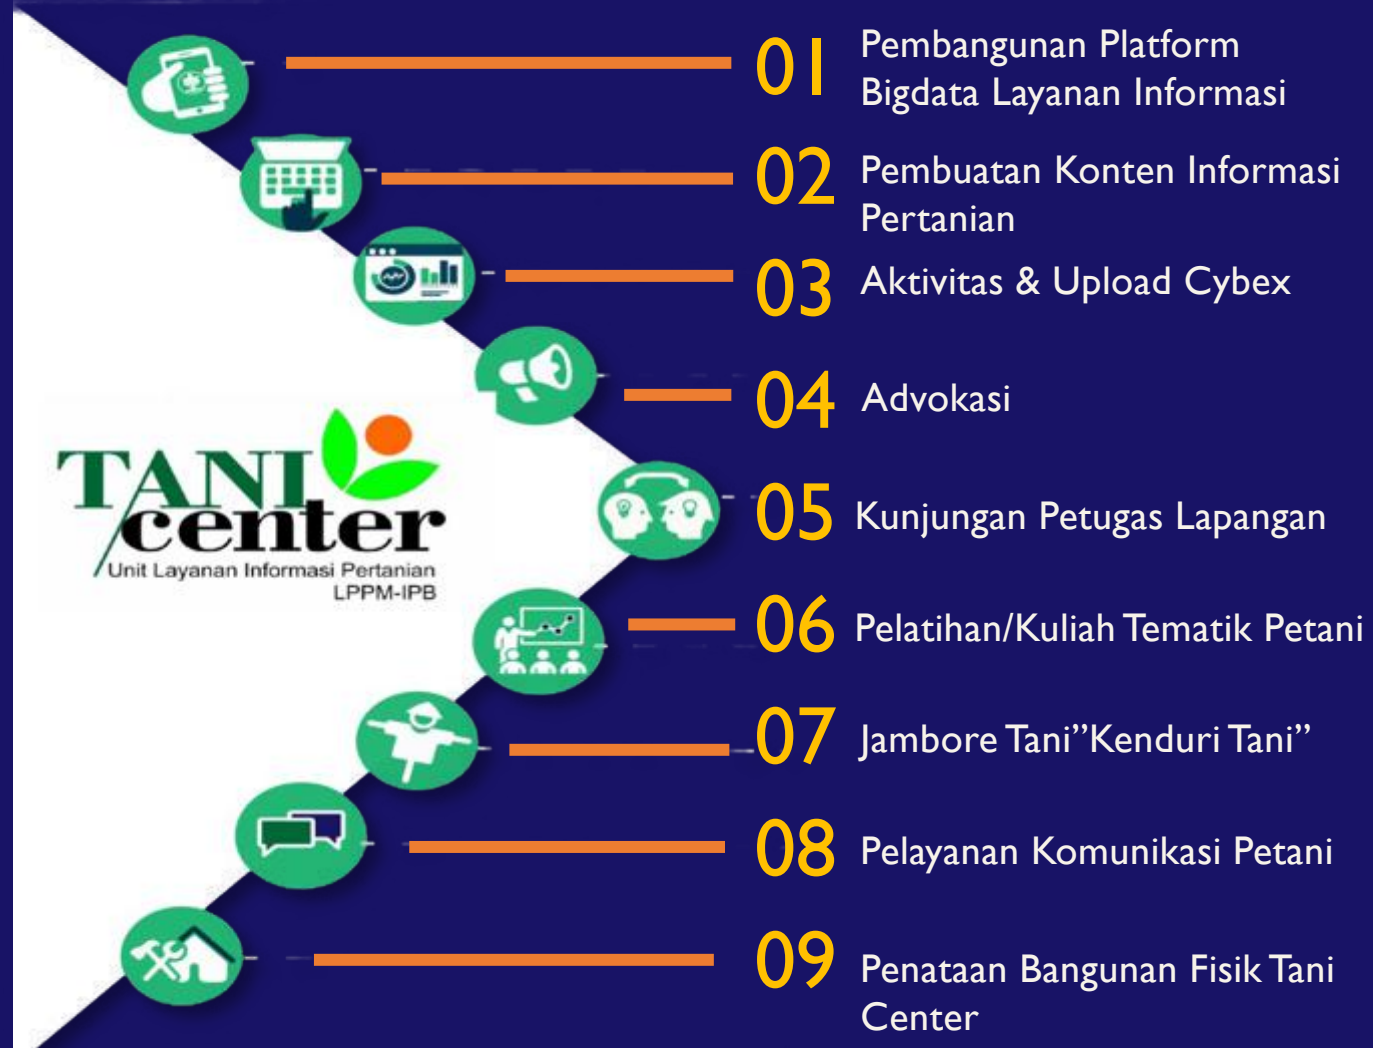 01
Pembangunan Platform
Bigdata Layanan Informasi
02
Pembuatan Konten Informasi
Pertanian
03
Aktivitas & Upload Cybex
04
Advokasi
TANI
center
Unit Layanan Informasi Pertanian
LPPM-IPB
05
Kunjungan Petugas Lapangan
06
Pelatihan/Kuliah Tematik Petani
07
Jambore Tani”Kenduri Tani”
08
Pelayanan Komunikasi Petani
09
Penataan Bangunan Fisik Tani
Center